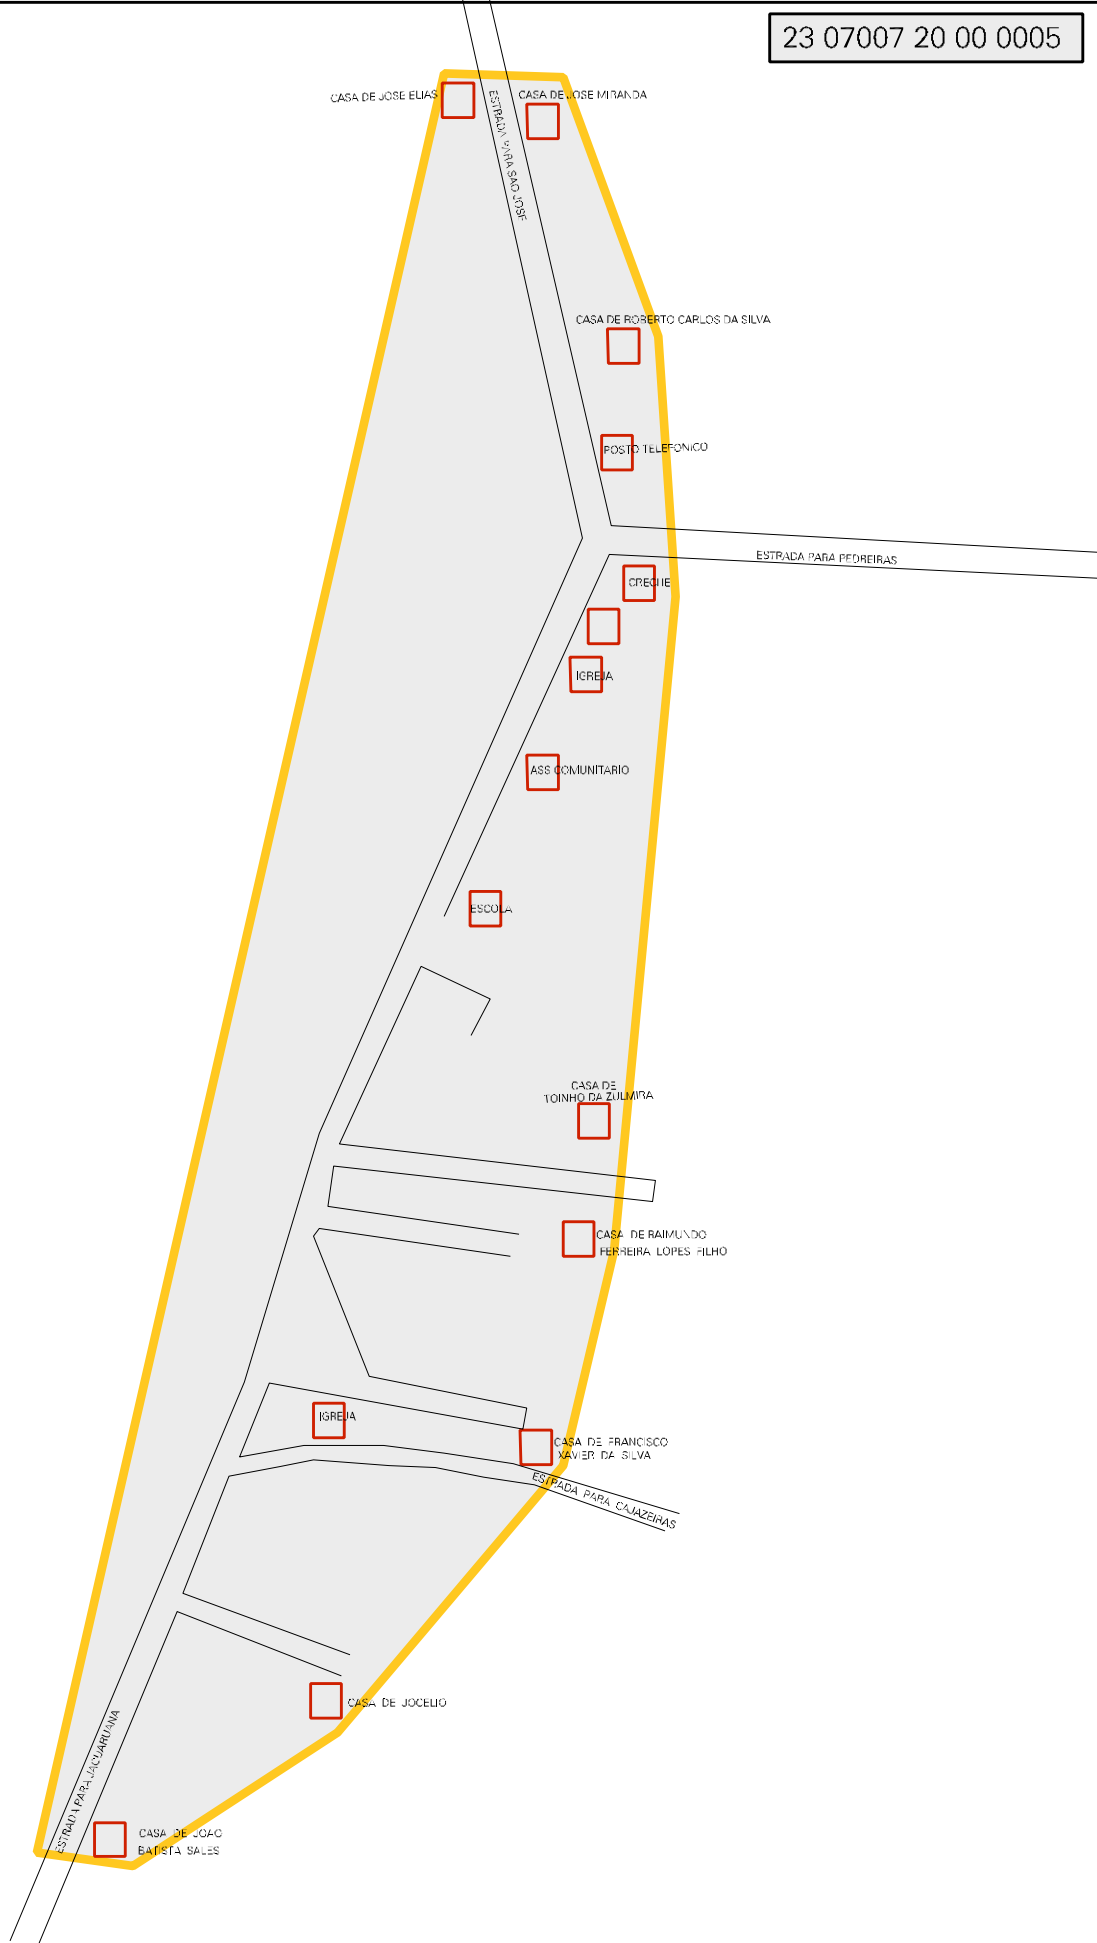 23 07007 20 00 0005
CASA DE JOSE ELIAS
CASA DE JOSE MIRANDA
ESTRADA PARA SAO JOSE
CASA DE ROBERTO CARLOS DA SILVA
POSTO TELEFONICO
ESTRADA PARA PEDREIRAS
CRECHE
IGREJA
ASS COMUNITARIO
ESCOLA
CASA DE
TOINHO DA ZULMIRA
CASA DE RAIMUNDO
FERREIRA LOPES FILHO
IGREJA
CASA DE FRANCISCO
XAVIER DA SILVA
ESTRADA PARA CAJAZEIRAS
CASA DE JOCELIO
ESTRADA PARA JAGUARUANA
CASA DE JOAO
BATISTA SALES